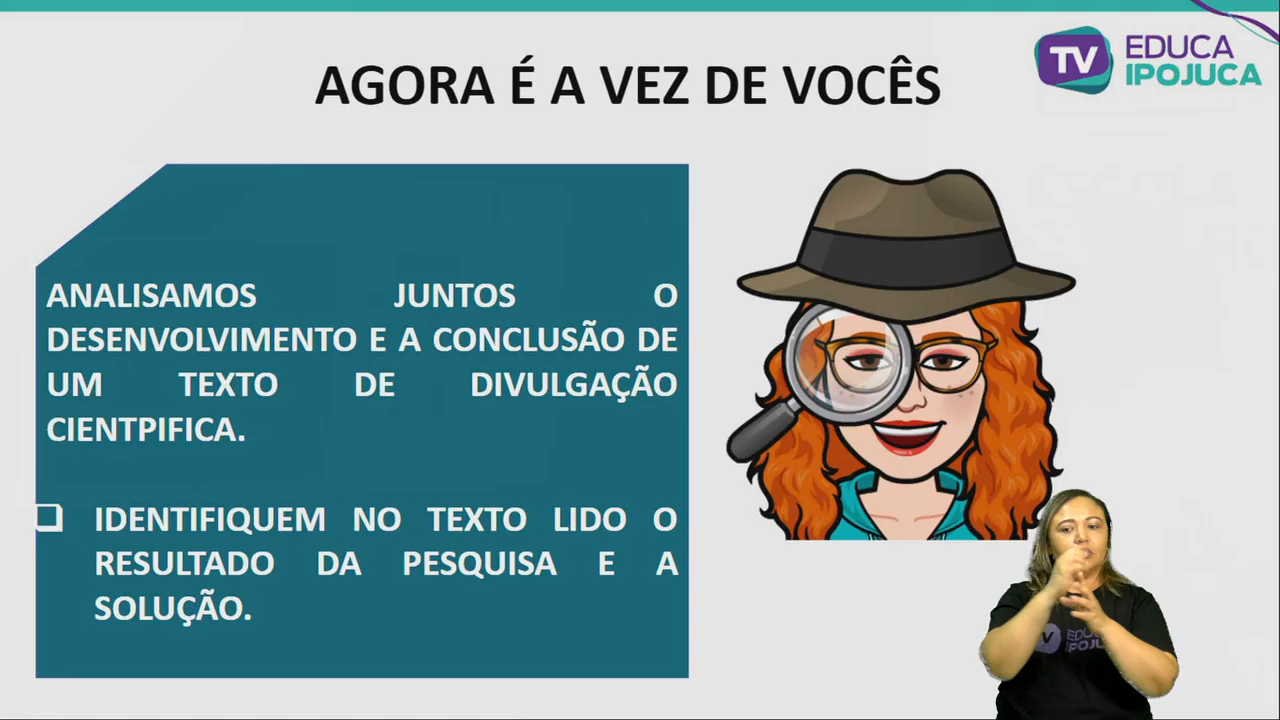 AGORA É A VEZ DE VOCÊS
TV EDUCA
IPOJUCA
ANALISAMOS JUNTOS O
DESENVOLVIMENTO E A CONCLUSÃO DE
UM TEXTO DE DIVULGAÇÃO
CIENTPIFICA.
IDENTIFIQUEM NO TEXTO LIDO O
RESULTADO DA PESQUISA E A
SOLUÇÃO.